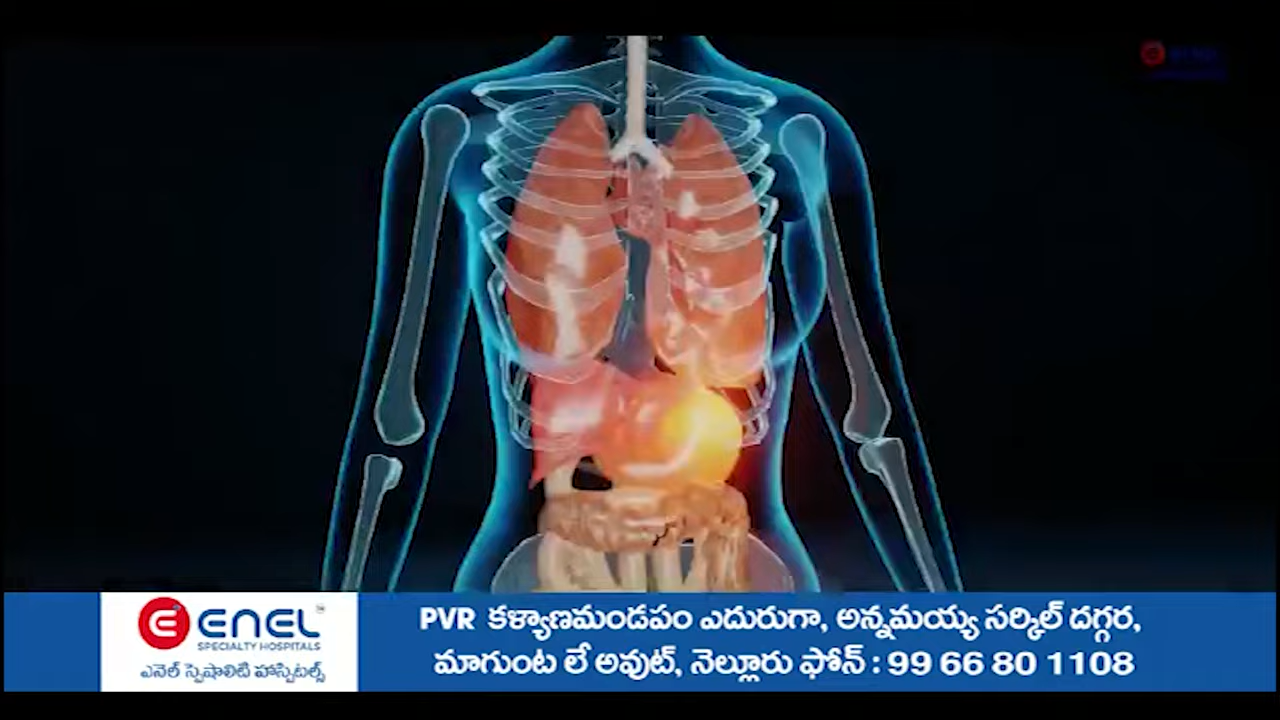 ENEL
PVR కళ్యాణమండపం ఎదురుగా, అన్నమయ్య సర్కిల్ దగ్గర,
మాగుంట లే అవుట్, నెల్లూరు ఫోన్ : 99 66 80 1108
ENEL
SPECIALTY HOSPITALS
ఎనెల్ స్పెషాలిటీ హాస్పిటల్స్